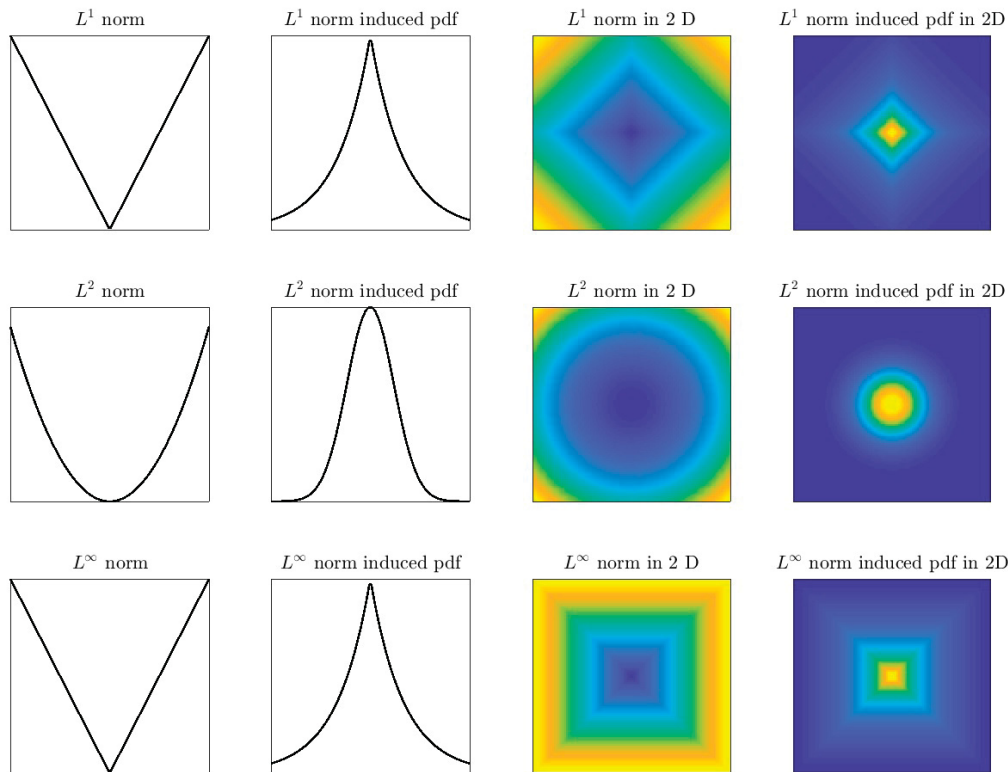 L¹ norm
L¹ norm induced pdf
L¹ norm in 2 D
L¹ norm induced pdf in 2D
L² norm
L² norm induced pdf
L² norm in 2 D
L² norm induced pdf in 2D
L^∞ norm
L^∞ norm induced pdf
L^∞ norm in 2 D
L^∞ norm induced pdf in 2D